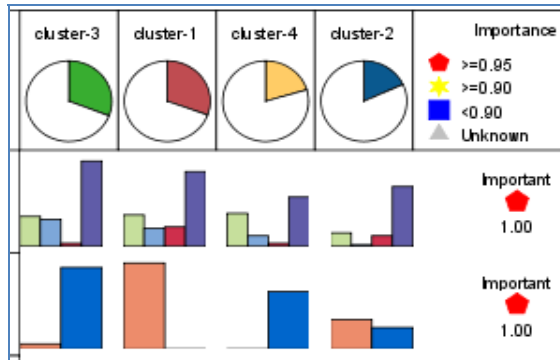 cluster-3 cluster-1 cluster-4 cluster-2 Importance
>=0.95
>=0.90
<0.90
Unknown
Important
1.00
Important
1.00